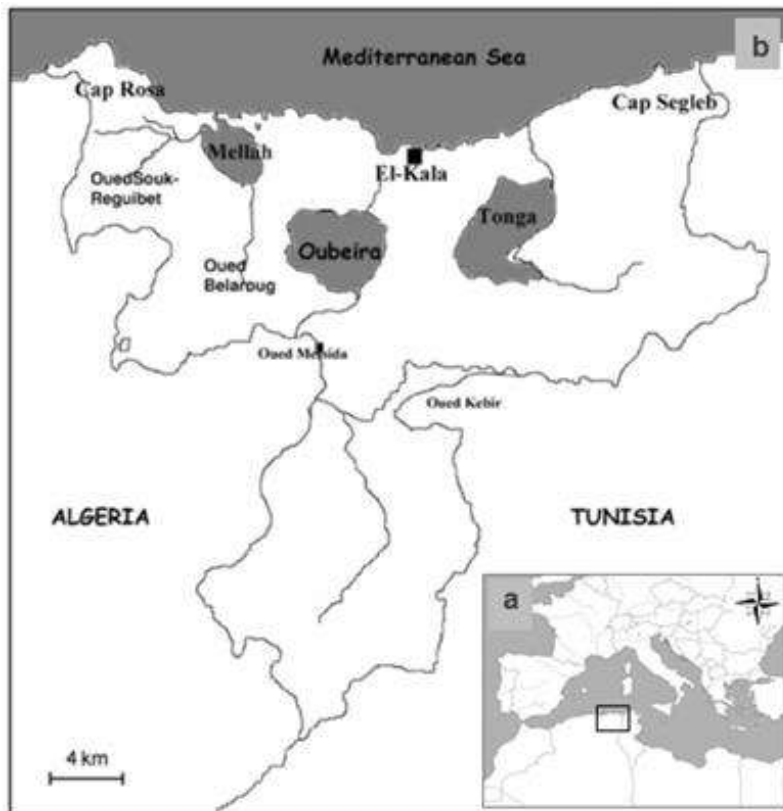 Mediterranean Sea
b
Cap Rosa
Cap Segleb
Mellah
El-Kala
OuedSouk-
Reguibet
Tonga
Oubeira
Oued
Belaroug
Oued Messida
Oued Kebir
ALGERIA
TUNISIA
a
4 km